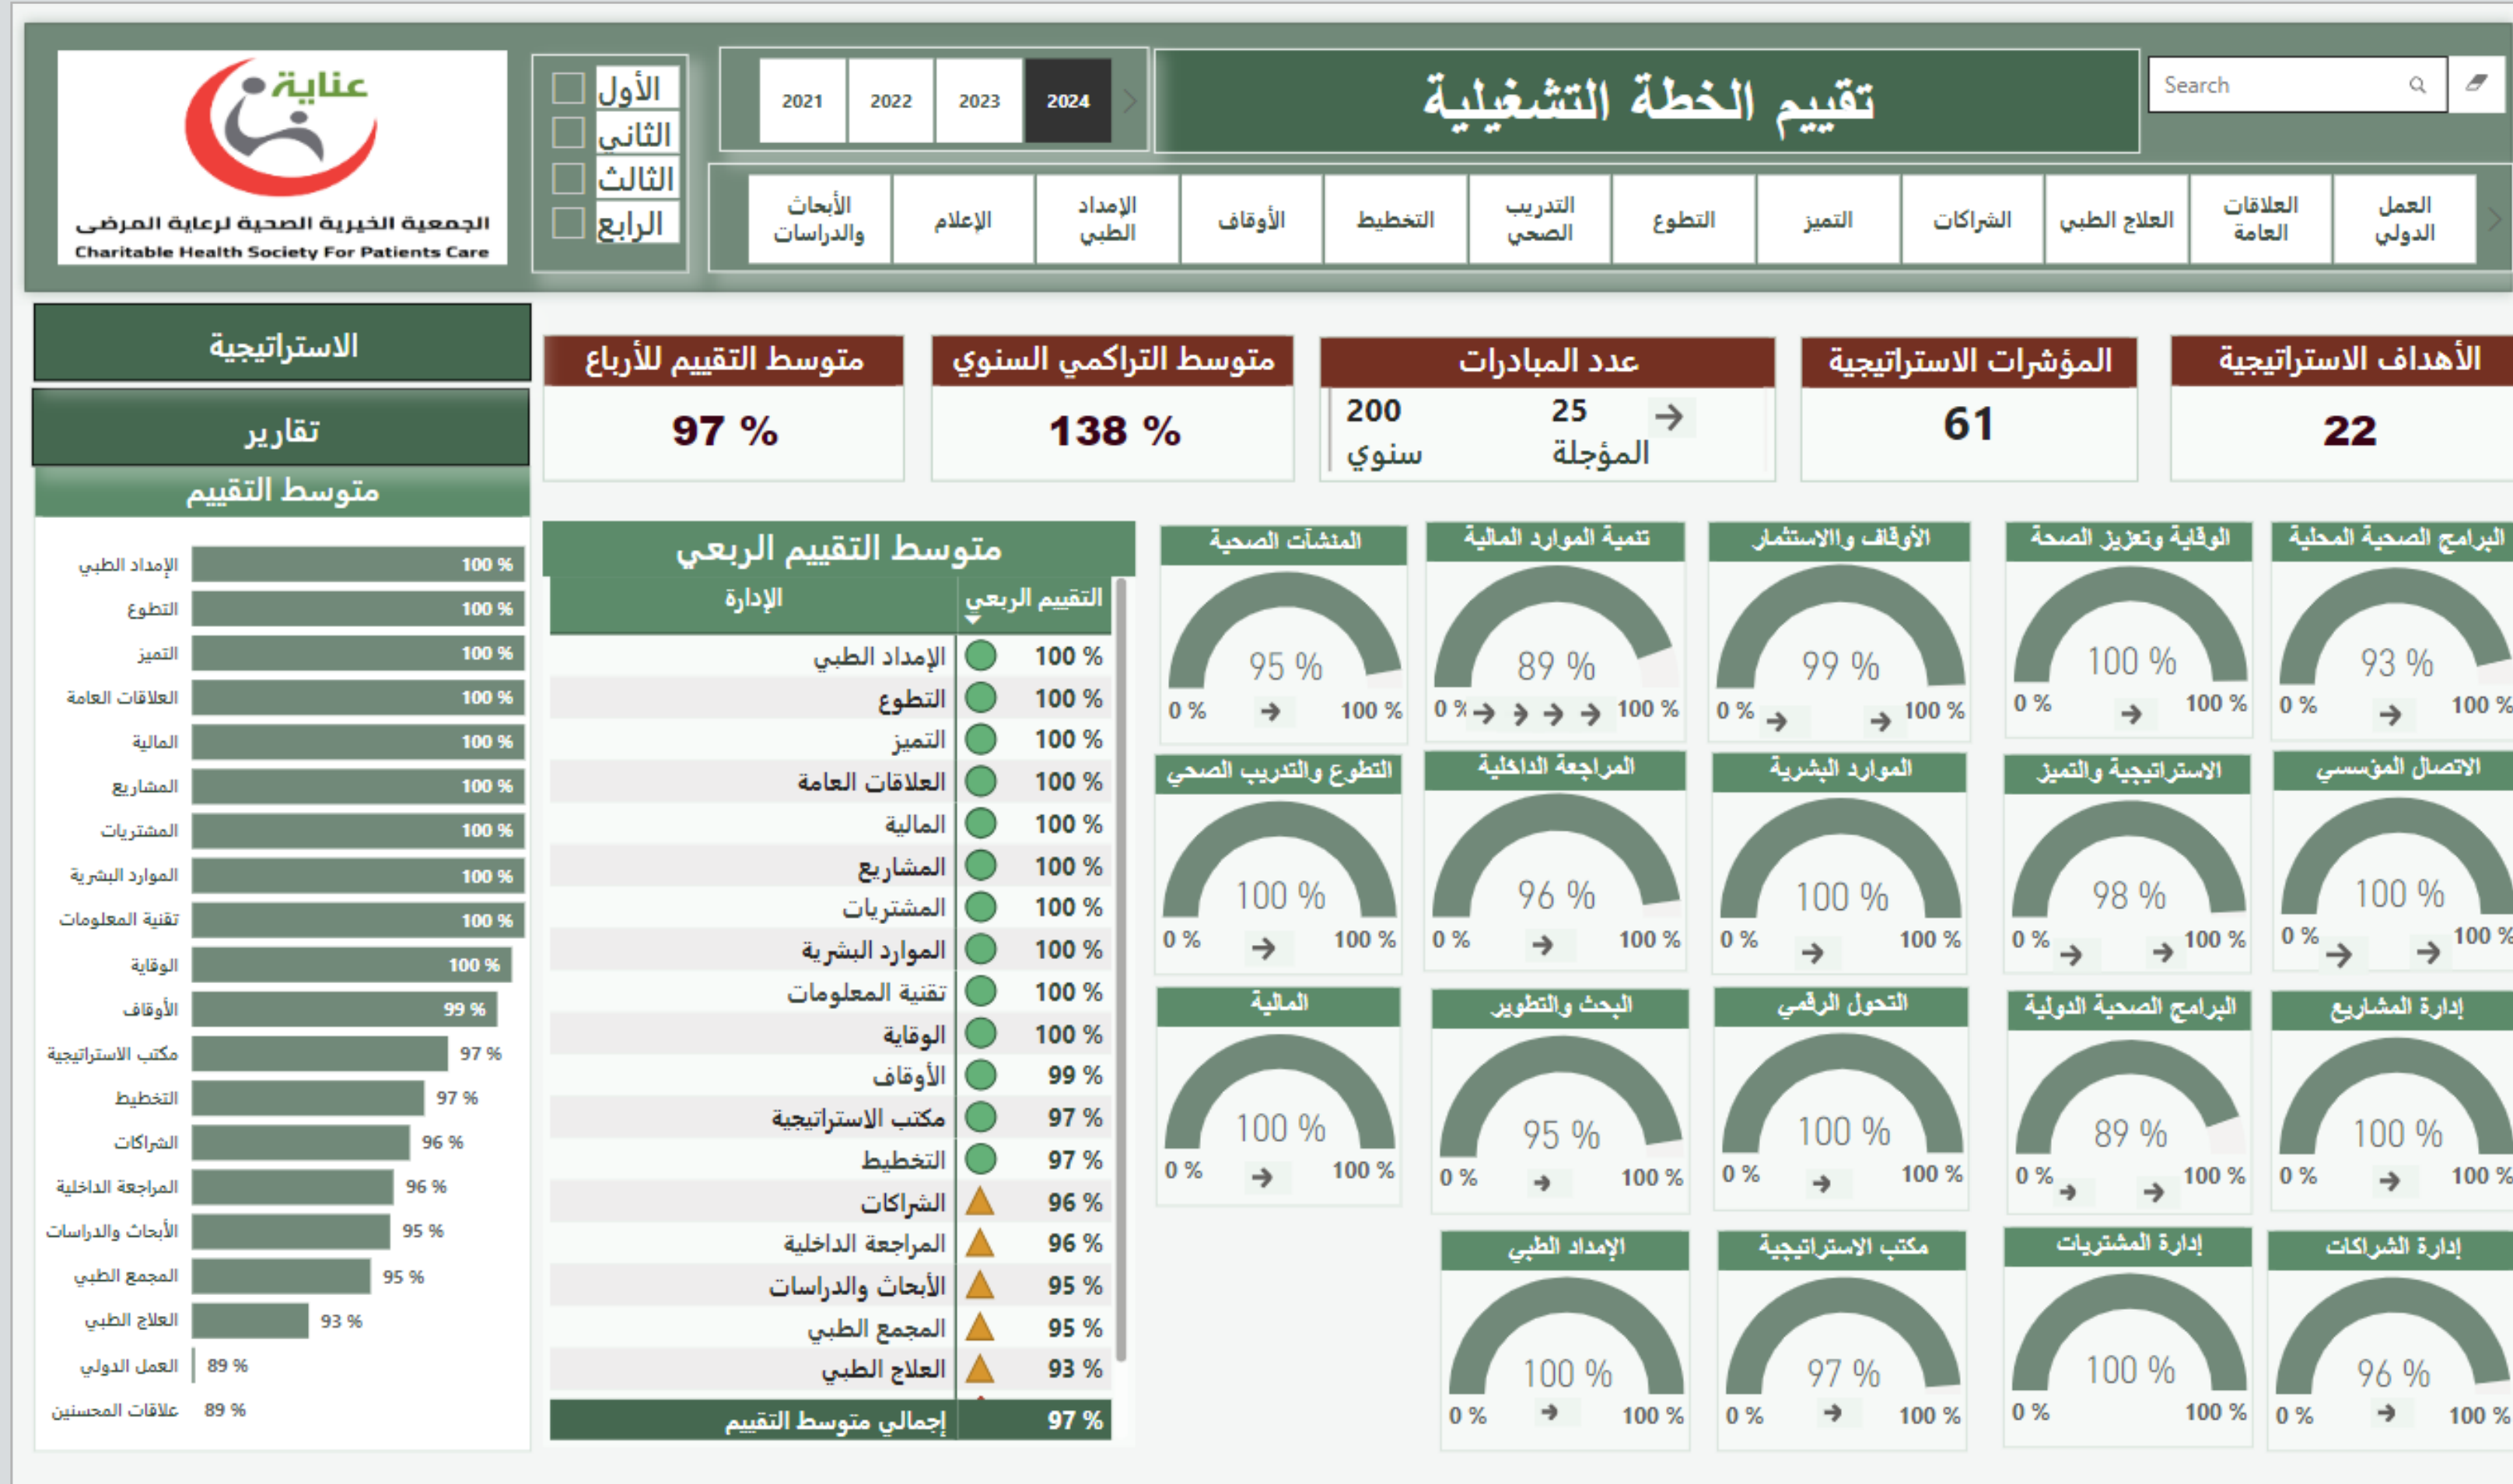 عناية
الجمعية الخيرية الصحية لرعاية المرضى
Charitable Health Society For Patients Care
الأول
الثاني
الثالث
الرابع
2021 2022 2023 2024
تقييم الخطة التشغيلية
Search
الأبحاث والدراسات
الإعلام
الإمداد الطبي
الأوقاف
التخطيط
التدريب الصحي
التطوع
التميز
الشراكات
العلاج الطبي
العلاقات العامة
العمل الدولي
الاستراتيجية
تقارير
متوسط التقييم للأرباع
97 %
متوسط التراكمي السنوي
138 %
عدد المبادرات
200 سنوي
25 المؤجلة
المؤشرات الاستراتيجية
61
الأهداف الاستراتيجية
22
متوسط التقييم
الإمداد الطبي 100 %
التطوع 100 %
التميز 100 %
العلاقات العامة 100 %
المالية 100 %
المشاريع 100 %
المشتريات 100 %
الموارد البشرية 100 %
تقنية المعلومات 100 %
الوقاية 100 %
الأوقاف 99 %
مكتب الاستراتيجية 97 %
التخطيط 97 %
الشراكات 96 %
المراجعة الداخلية 96 %
الأبحاث والدراسات 95 %
المجمع الطبي 95 %
العلاج الطبي 93 %
العمل الدولي 89 %
علاقات المحسنين 89 %
متوسط التقييم الربعي
الإدارة التقييم الربعي
الإمداد الطبي 100 %
التطوع 100 %
التميز 100 %
العلاقات العامة 100 %
المالية 100 %
المشاريع 100 %
المشتريات 100 %
الموارد البشرية 100 %
تقنية المعلومات 100 %
الوقاية 100 %
الأوقاف 99 %
مكتب الاستراتيجية 97 %
التخطيط 97 %
الشراكات 96 %
المراجعة الداخلية 96 %
الأبحاث والدراسات 95 %
المجمع الطبي 95 %
العلاج الطبي 93 %
إجمالي متوسط التقييم 97 %
المنشآت الصحية
95 %
0 % 100 %
تنمية الموارد المالية
89 %
0 % 100 %
الأوقاف واالاستثمار
99 %
0 % 100 %
الوقاية وتعزيز الصحة
100 %
0 % 100 %
البرامج الصحية المحلية
93 %
0 % 100 %
التطوع والتدريب الصحي
100 %
0 % 100 %
المراجعة الداخلية
96 %
0 % 100 %
الموارد البشرية
100 %
0 % 100 %
الاستراتيجية والتميز
98 %
0 % 100 %
الاتصال المؤسسي
100 %
0 % 100 %
المالية
100 %
0 % 100 %
البحث والتطوير
95 %
0 % 100 %
التحول الرقمي
100 %
0 % 100 %
البرامج الصحية الدولية
89 %
0 % 100 %
إدارة المشاريع
100 %
0 % 100 %
الإمداد الطبي
100 %
0 % 100 %
مكتب الاستراتيجية
97 %
0 % 100 %
إدارة المشتريات
100 %
0 % 100 %
إدارة الشراكات
96 %
0 % 100 %